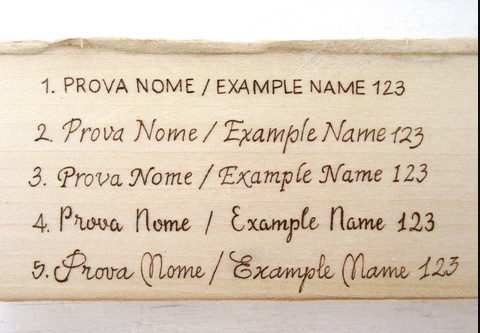 1. PROVA NOME / EXAMPLE NAME 123
2. Prova Nome / Example Name 123
3. Prova Nome / Example Name 123
4. Prova Nome / Example Name 123
5. Prova Nome / Example Name 123